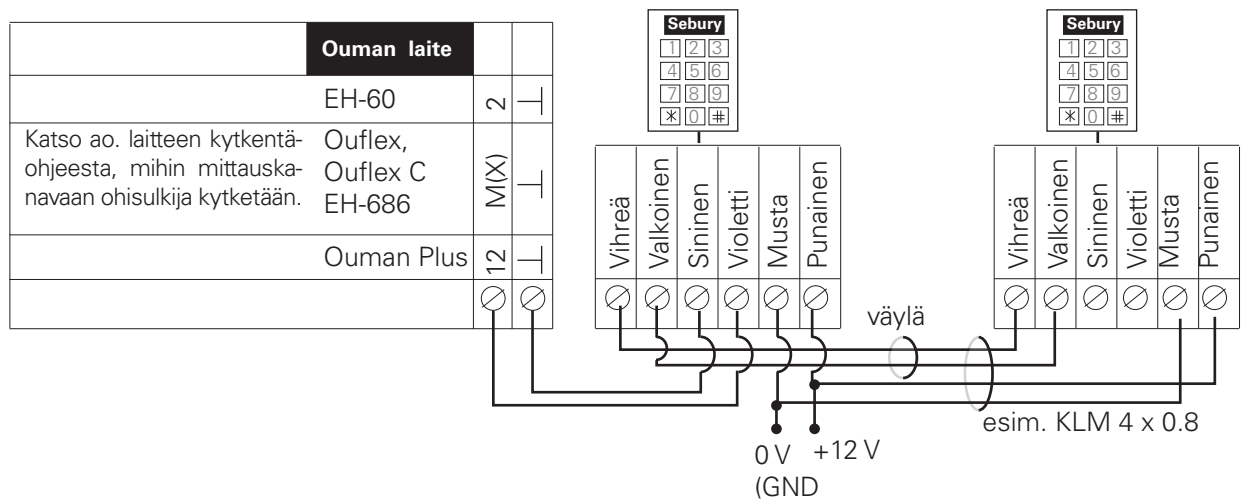 Ouman laite
EH-60
2
Katso ao. laitteen kytkentä-
ohjeesta, mihin mittauska-
navaan ohisulkija kytketään.
Ouflex,
Ouflex C
EH-686
M(X)
Ouman Plus
12
Sebury
1 2 3
4 5 6
7 8 9
* 0 #
Vihreä
Valkoinen
Sininen
Violetti
Musta
Punainen
Sebury
1 2 3
4 5 6
7 8 9
* 0 #
Vihreä
Valkoinen
Sininen
Violetti
Musta
Punainen
väylä
esim. KLM 4 x 0.8
0 V +12 V
(GND